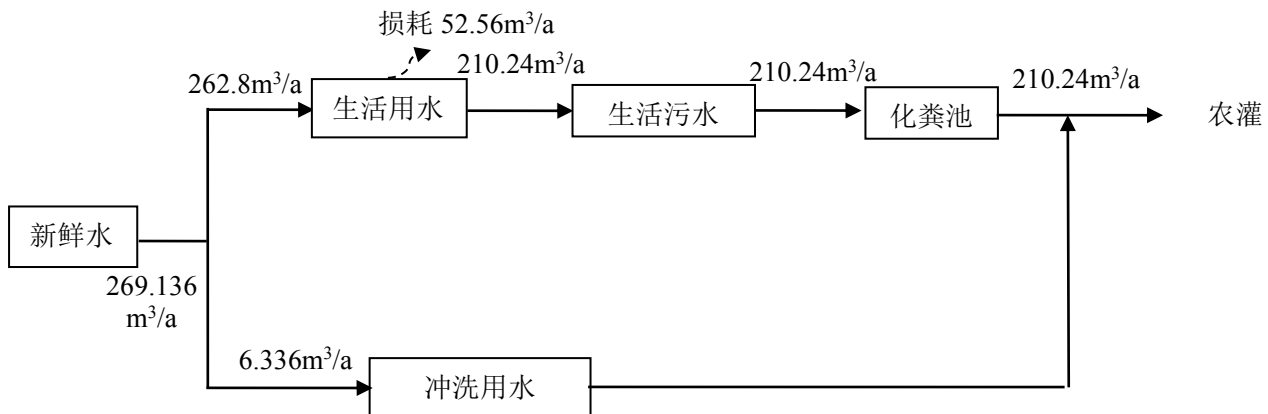 损耗 52.56m³/a
262.8m³/a
210.24m³/a
210.24m³/a
210.24m³/a
生活用水
生活污水
化粪池
农灌
新鲜水
269.136
m³/a
6.336m³/a
冲洗用水